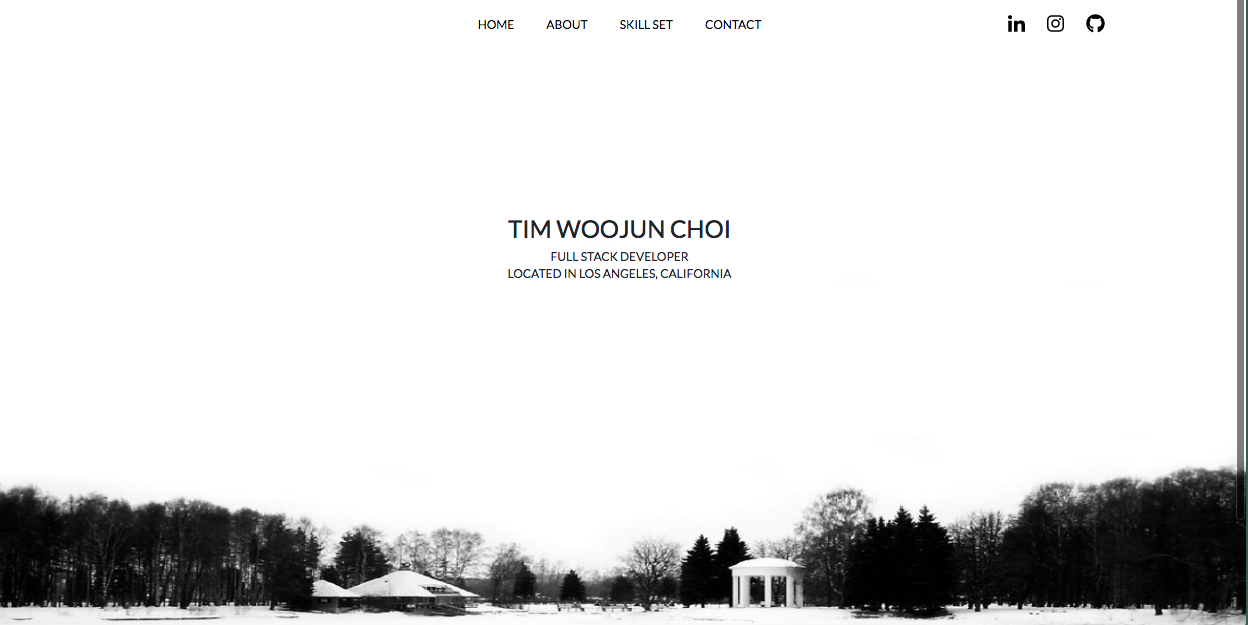 HOME ABOUT SKILL SET CONTACT
TIM WOOJUN CHOI
FULL STACK DEVELOPER
LOCATED IN LOS ANGELES, CALIFORNIA